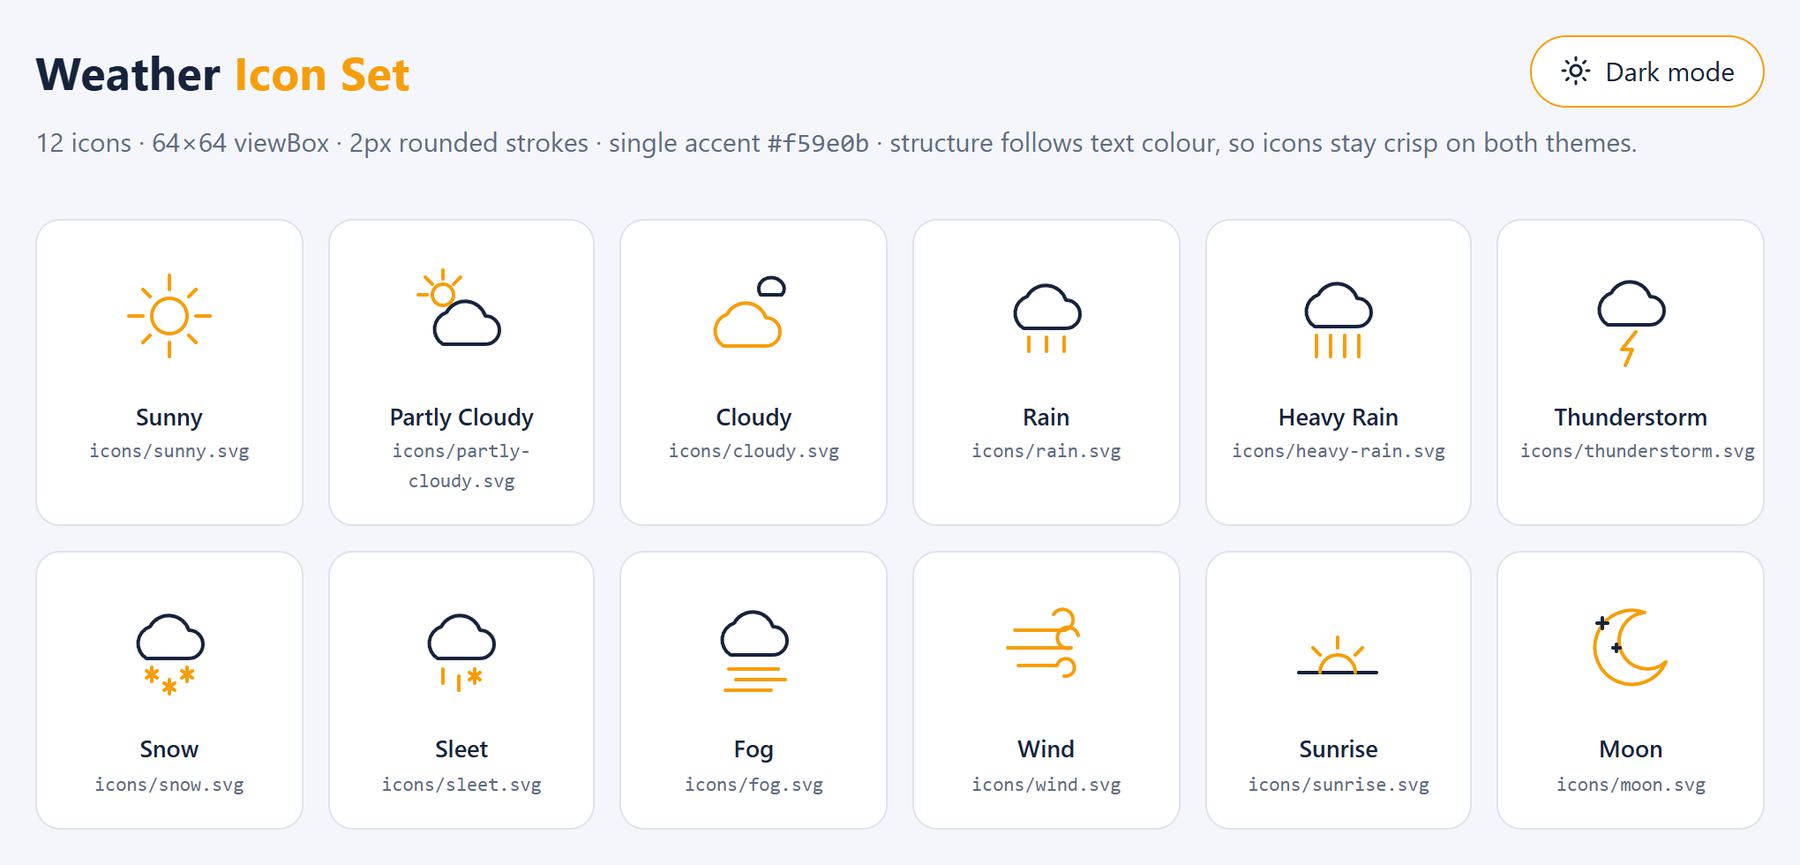 Weather Icon Set
Dark mode
12 icons · 64×64 viewBox · 2px rounded strokes · single accent #f59e0b · structure follows text colour, so icons stay crisp on both themes.
Sunny
icons/sunny.svg
Partly Cloudy
icons/partly-
cloudy.svg
Cloudy
icons/cloudy.svg
Rain
icons/rain.svg
Heavy Rain
icons/heavy-rain.svg
Thunderstorm
icons/thunderstorm.svg
Snow
icons/snow.svg
Sleet
icons/sleet.svg
Fog
icons/fog.svg
Wind
icons/wind.svg
Sunrise
icons/sunrise.svg
Moon
icons/moon.svg